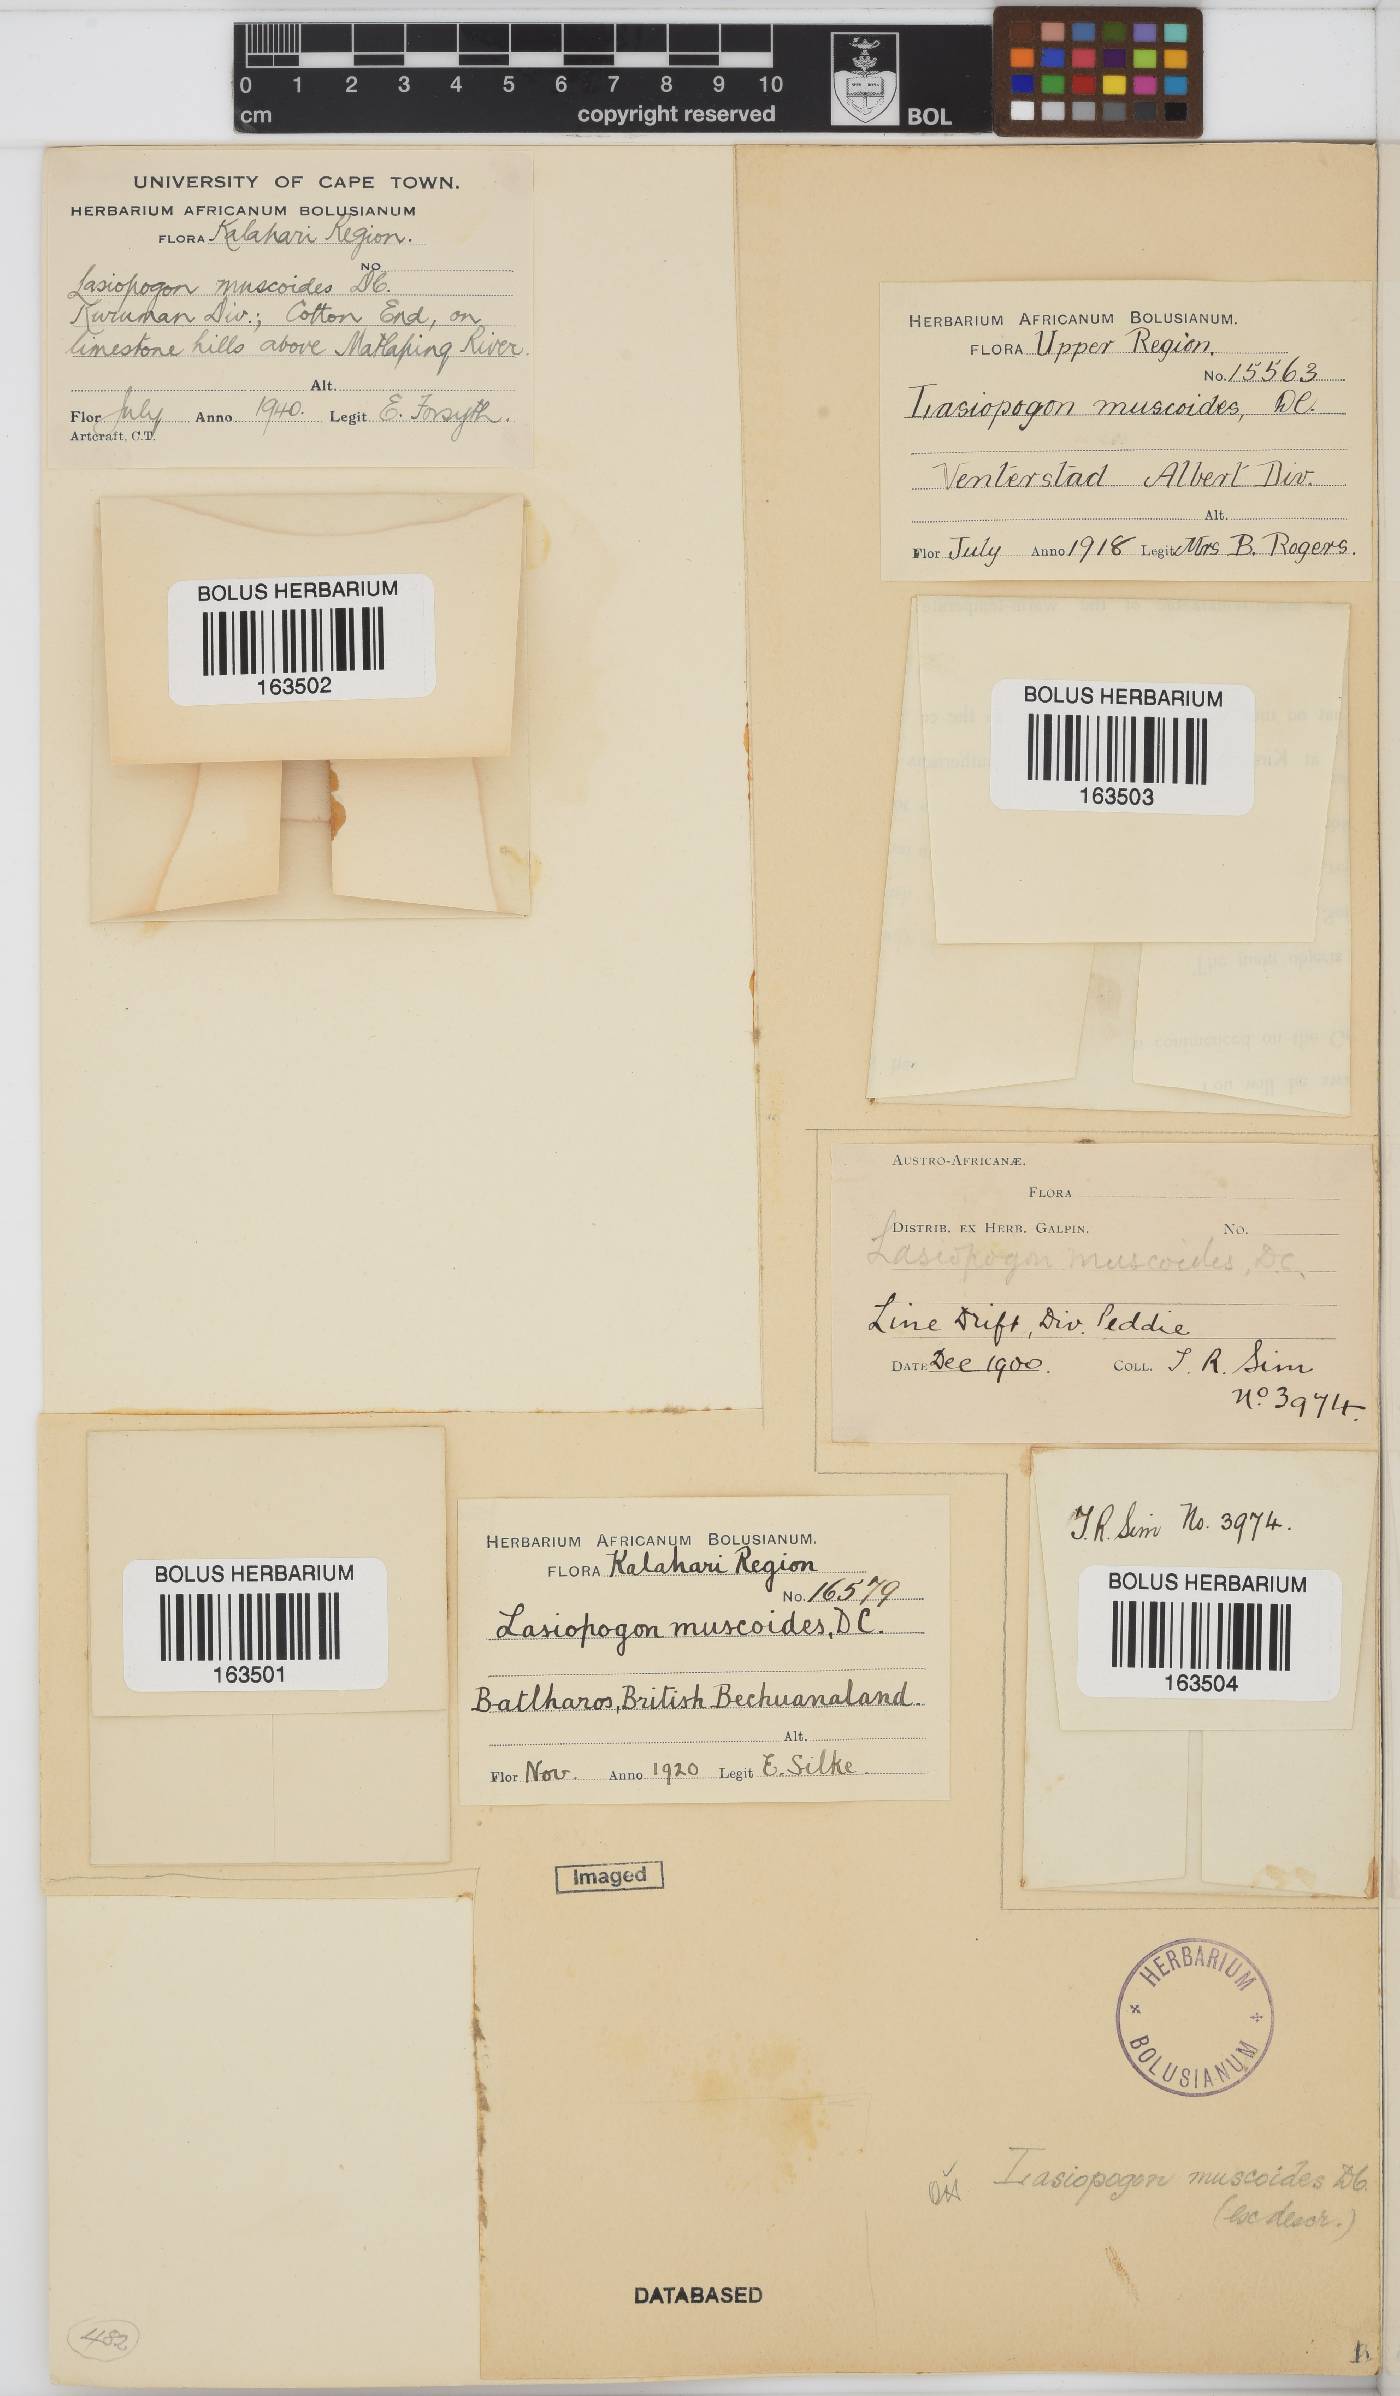 0 1 2 3 4 5 6 7 8 9 10
cm copyright reserved BOL
UNIVERSITY OF CAPE TOWN.
HERBARIUM AFRICANUM BOLUSIANUM
FLORA Kalahari Region.
NO.
Lasiopogon muscoides DC.
Kuruman Div.; Cotton End, on
limestone hills above Matlaping River.
Alt.
Flor July Anno 1940. Legit E. Forsyth.
Artcraft, C.T.
BOLUS HERBARIUM
163502
HERBARIUM AFRICANUM BOLUSIANUM.
FLORA Upper Region.
No. 15563
Lasiopogon muscoides, DC.
Venterstad Albert Div.
Alt.
Flor July Anno 1918 Legit Mrs B. Rogers.
BOLUS HERBARIUM
163503
AUSTRO-AFRICANÆ.
FLORA
DISTRIB. EX HERB. GALPIN. No.
Lasiopogon muscoides, DC.
Line Drift, Div. Peddie
DATE Dec 1900. COLL. T. R. Sim
No 3974.
T.R. Sim No. 3974.
BOLUS HERBARIUM
163504
BOLUS HERBARIUM
163501
HERBARIUM AFRICANUM BOLUSIANUM.
FLORA Kalahari Region
No. 16579
Lasiopogon muscoides, DC.
Batlharos, British Bechuanaland.
Alt.
Flor Nov. Anno 1920 Legit E. Silke.
Imaged
HERBARIUM
BOLUSIANUM
Lasiopogon muscoides DC.
(ex descr.)
DATABASED
482